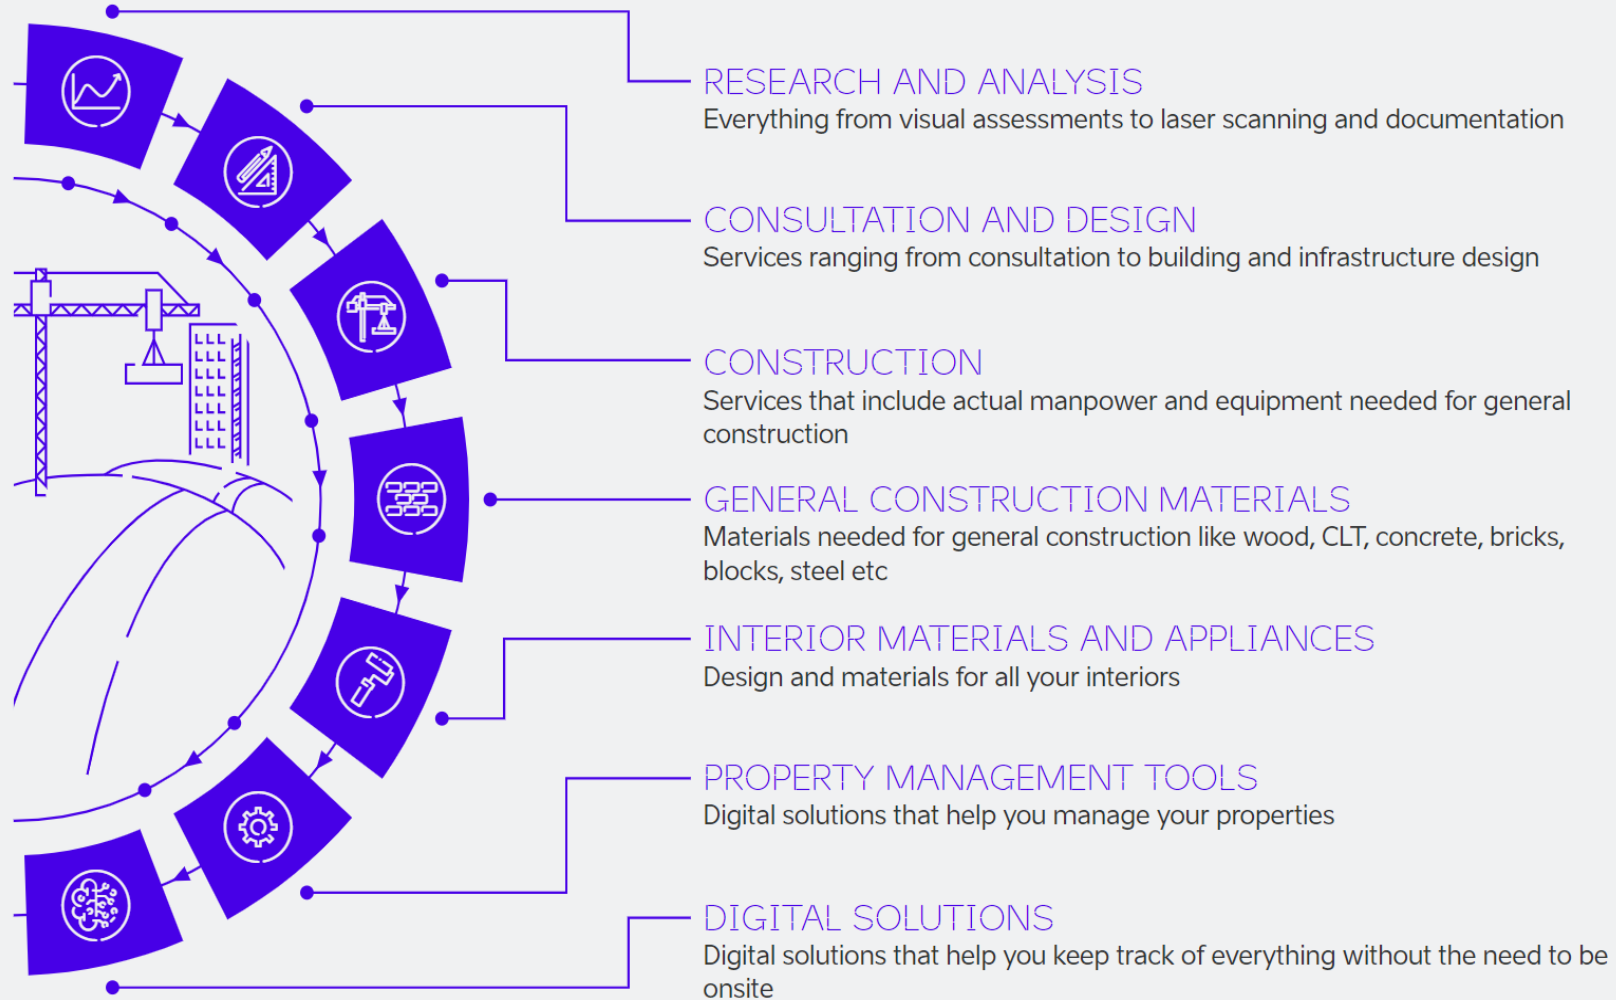 RESEARCH AND ANALYSIS
Everything from visual assessments to laser scanning and documentation
CONSULTATION AND DESIGN
Services ranging from consultation to building and infrastructure design
CONSTRUCTION
Services that include actual manpower and equipment needed for general
construction
GENERAL CONSTRUCTION MATERIALS
Materials needed for general construction like wood, CLT, concrete, bricks,
blocks, steel etc
INTERIOR MATERIALS AND APPLIANCES
Design and materials for all your interiors
PROPERTY MANAGEMENT TOOLS
Digital solutions that help you manage your properties
DIGITAL SOLUTIONS
Digital solutions that help you keep track of everything without the need to be
onsite